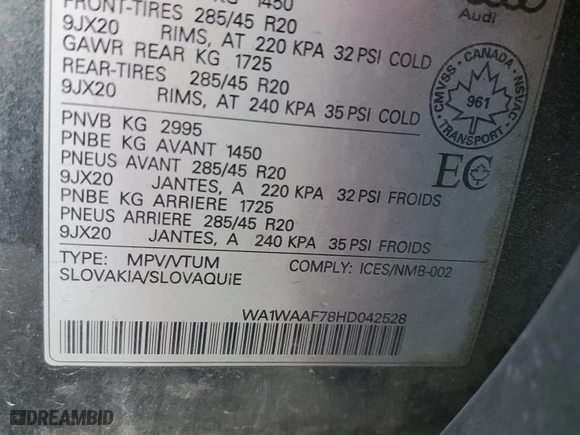 KG 1450
FRONT-TIRES 285/45 R20
9JX20 RIMS, AT 220 KPA 32 PSI COLD
GAWR REAR KG 1725
REAR-TIRES 285/45 R20
9JX20 RIMS, AT 240 KPA 35 PSI COLD
Audi
CMVSS - CANADA - NSVAC
961
TRANSPORT
PNVB KG 2995
PNBE KG AVANT 1450
PNEUS AVANT 285/45 R20
9JX20 JANTES, A 220 KPA 32 PSI FROIDS
PNBE KG ARRIERE 1725
PNEUS ARRIERE 285/45 R20
9JX20 JANTES, A 240 KPA 35 PSI FROIDS
EC
TYPE: MPV/VTUM COMPLY: ICES/NMB-002
SLOVAKIA/SLOVAQUiE
WA1WAAF78HD042528
DREAMBID